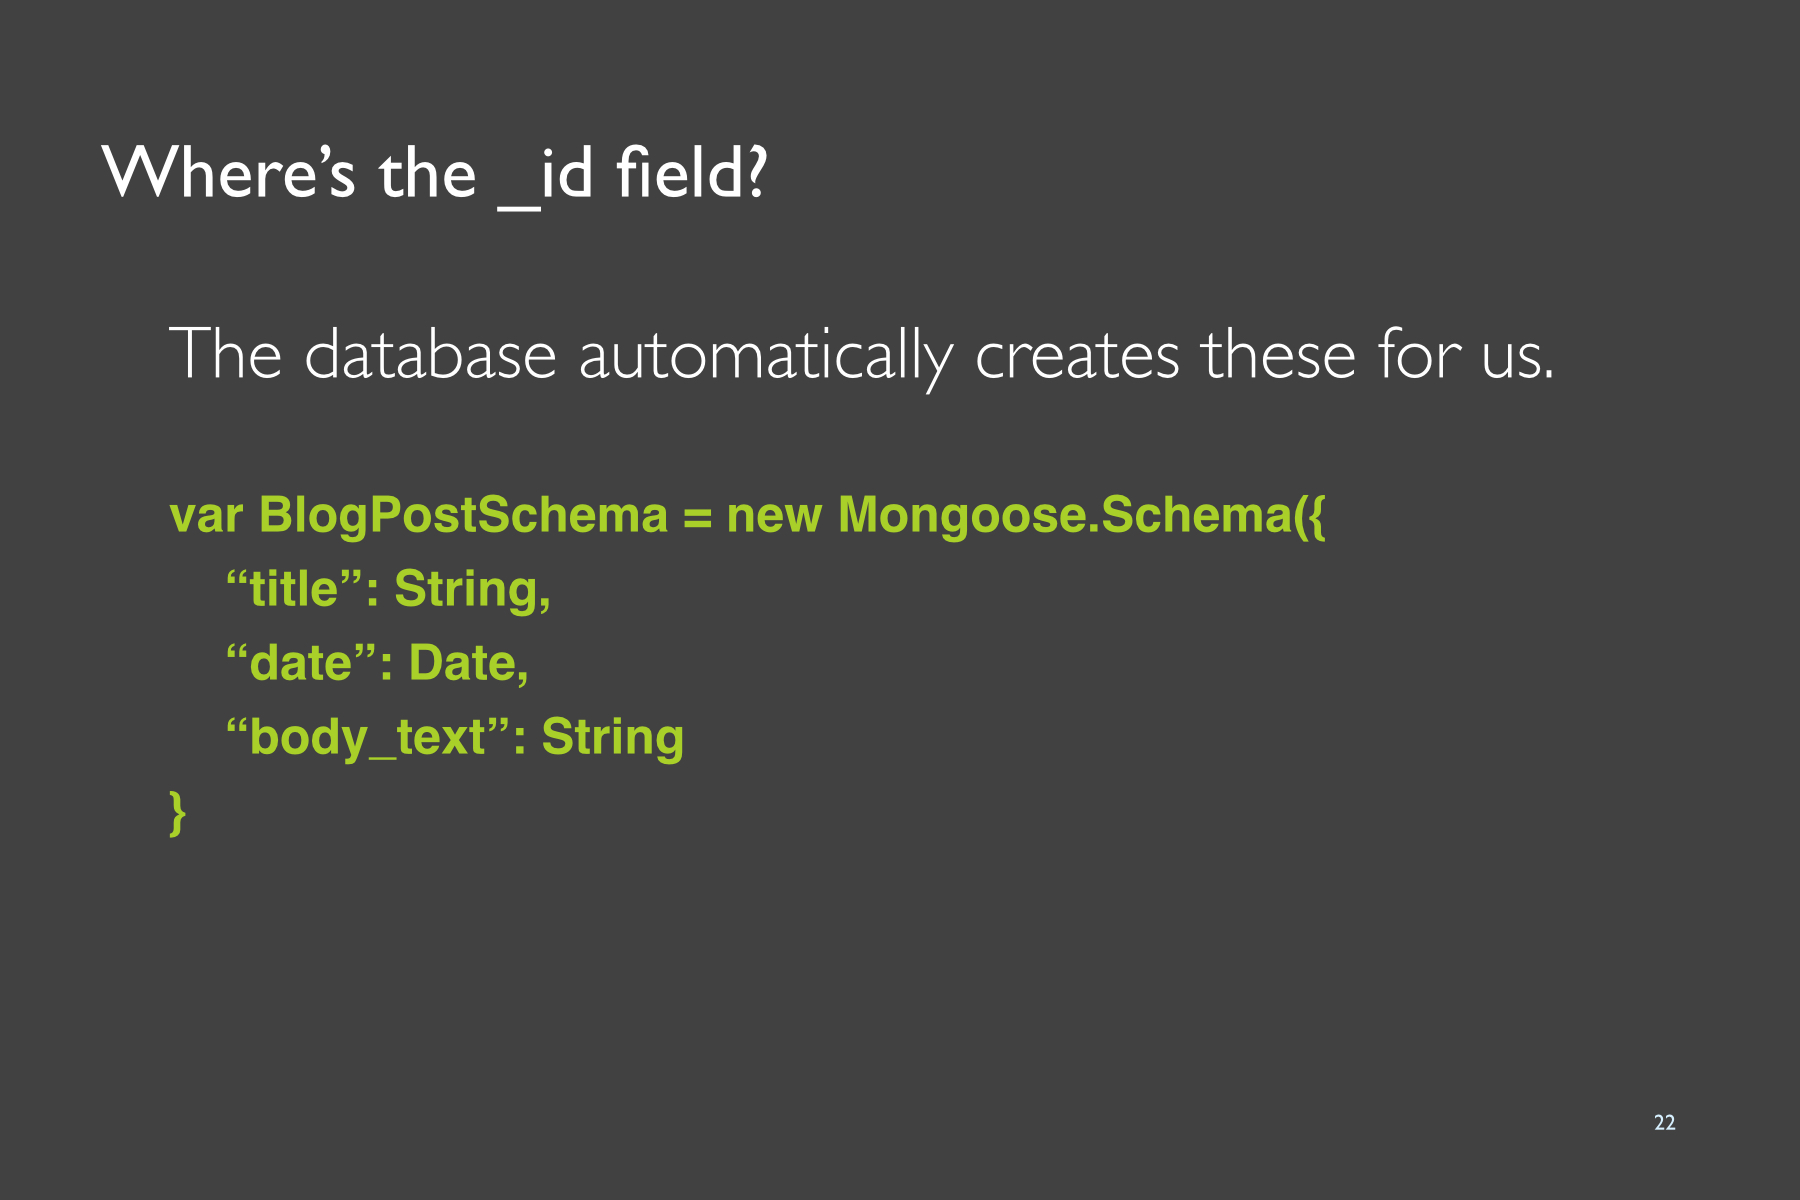 Where’s the _id field?
The database automatically creates these for us.
var BlogPostSchema = new Mongoose.Schema({
“title”: String,
“date”: Date,
“body_text”: String
}
22